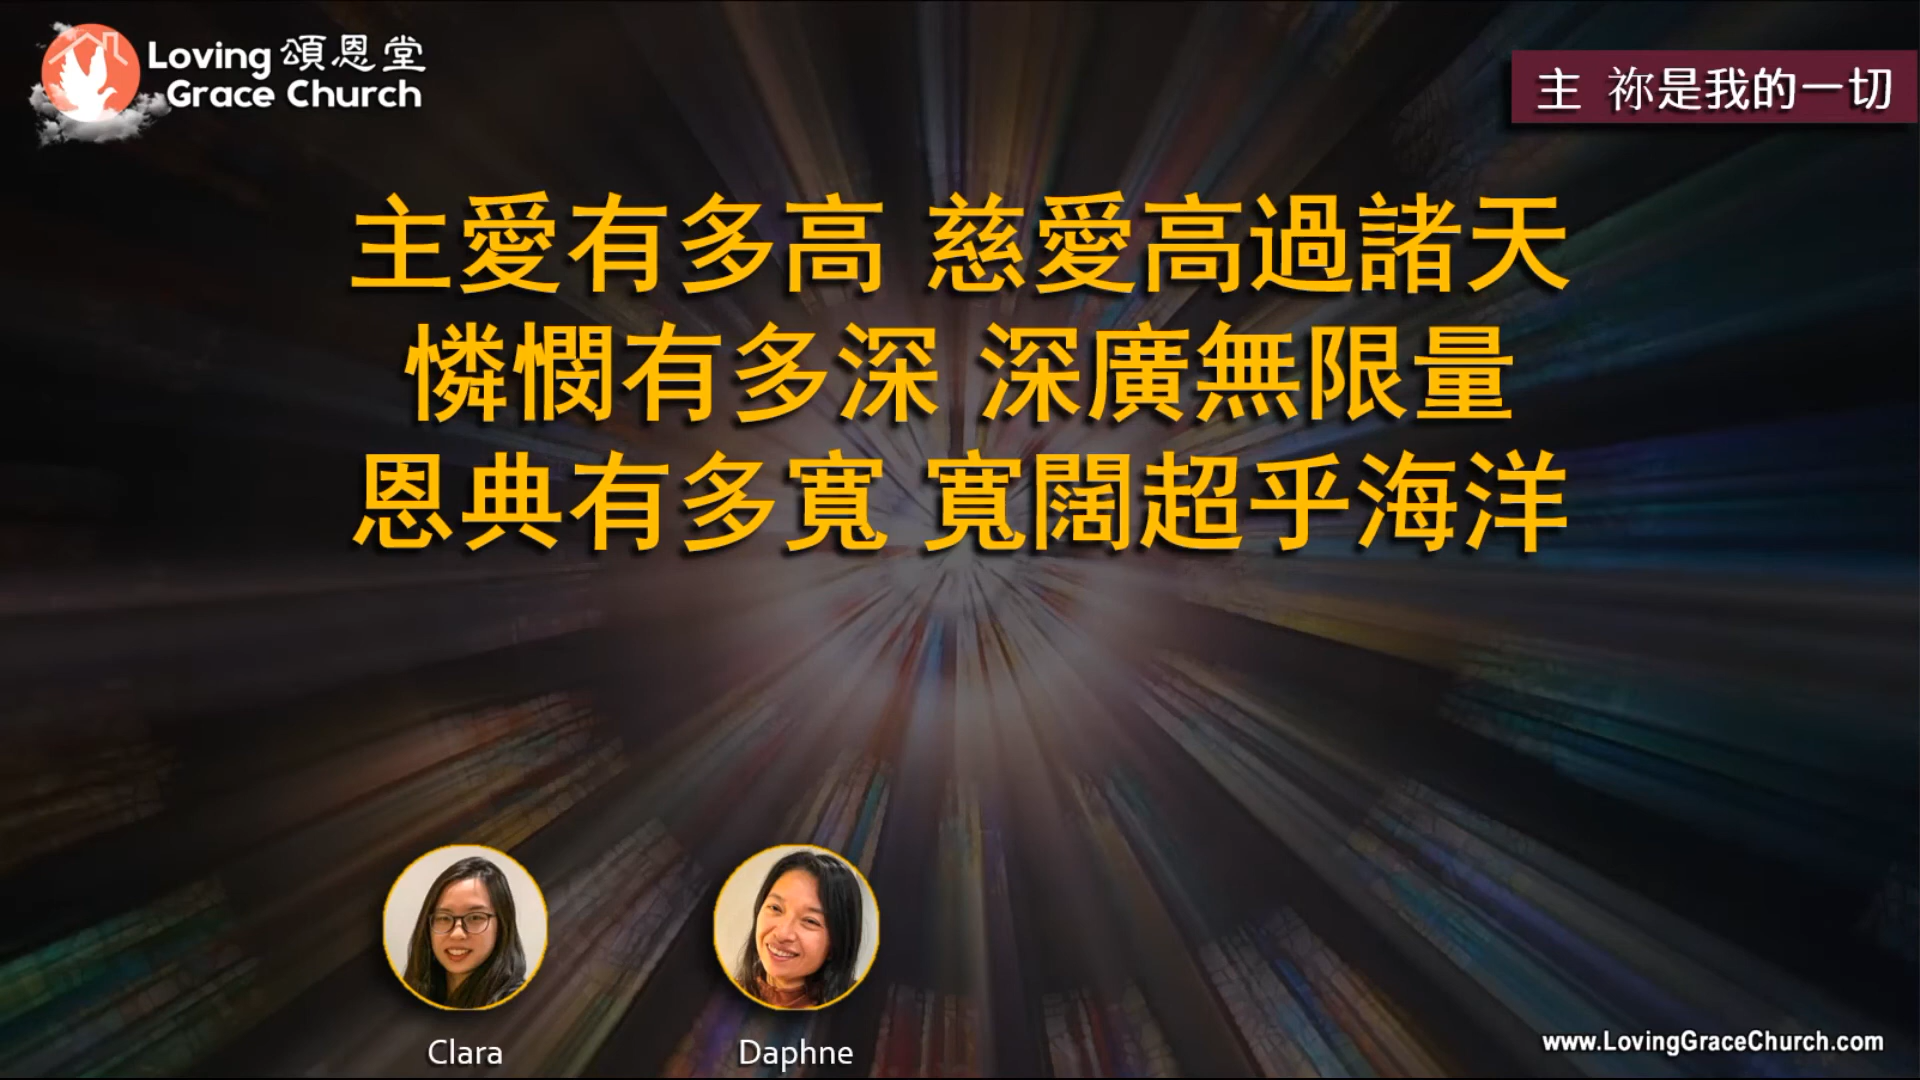 Loving 頌恩堂
Grace Church
主 祢是我的一切
主愛有多高 慈愛高過諸天
憐憫有多深 深廣無限量
恩典有多寬 寬闊超乎海洋
Clara
Daphne
www.LovingGraceChurch.com